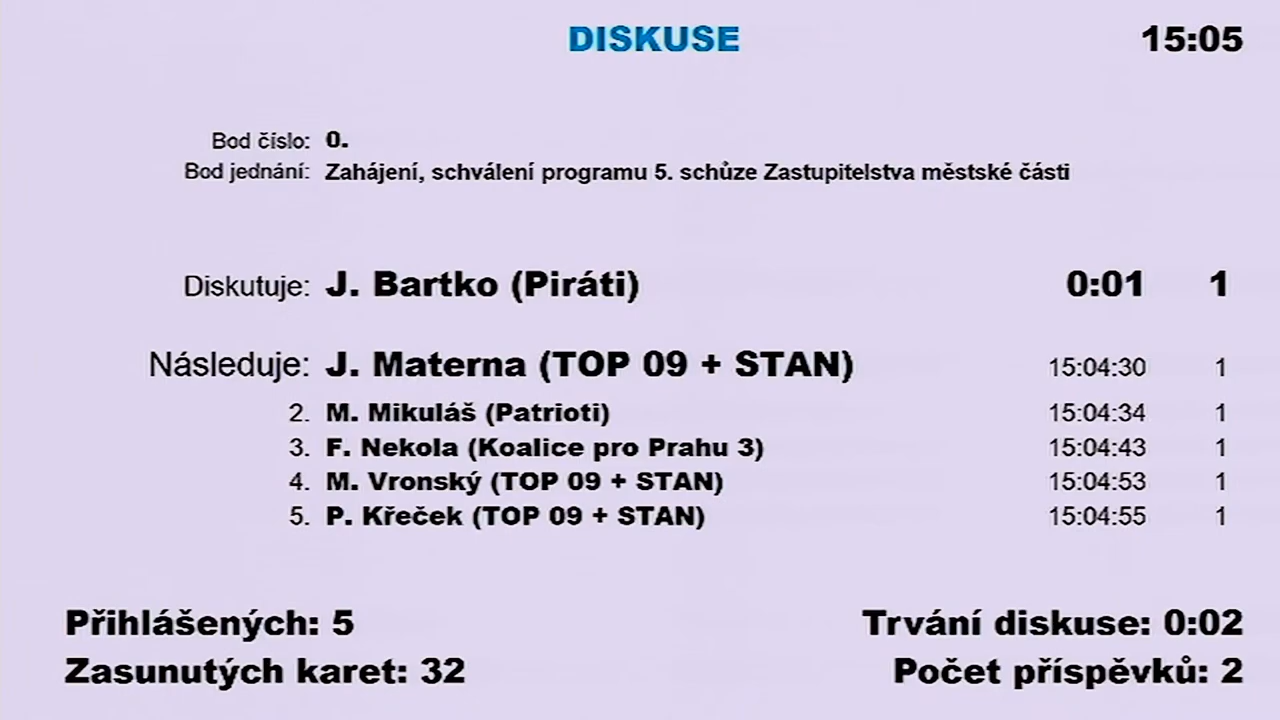 DISKUSE 15:05
Bod číslo: 0.
Bod jednání: Zahájení, schválení programu 5. schůze Zastupitelstva městské části
Diskutuje: J. Bartko (Piráti) 0:01 1
Následuje: J. Materna (TOP 09 + STAN) 15:04:30 1
2. M. Mikuláš (Patrioti) 15:04:34 1
3. F. Nekola (Koalice pro Prahu 3) 15:04:43 1
4. M. Vronský (TOP 09 + STAN) 15:04:53 1
5. P. Křeček (TOP 09 + STAN) 15:04:55 1
Přihlášených: 5 Trvání diskuse: 0:02
Zasunutých karet: 32 Počet příspěvků: 2